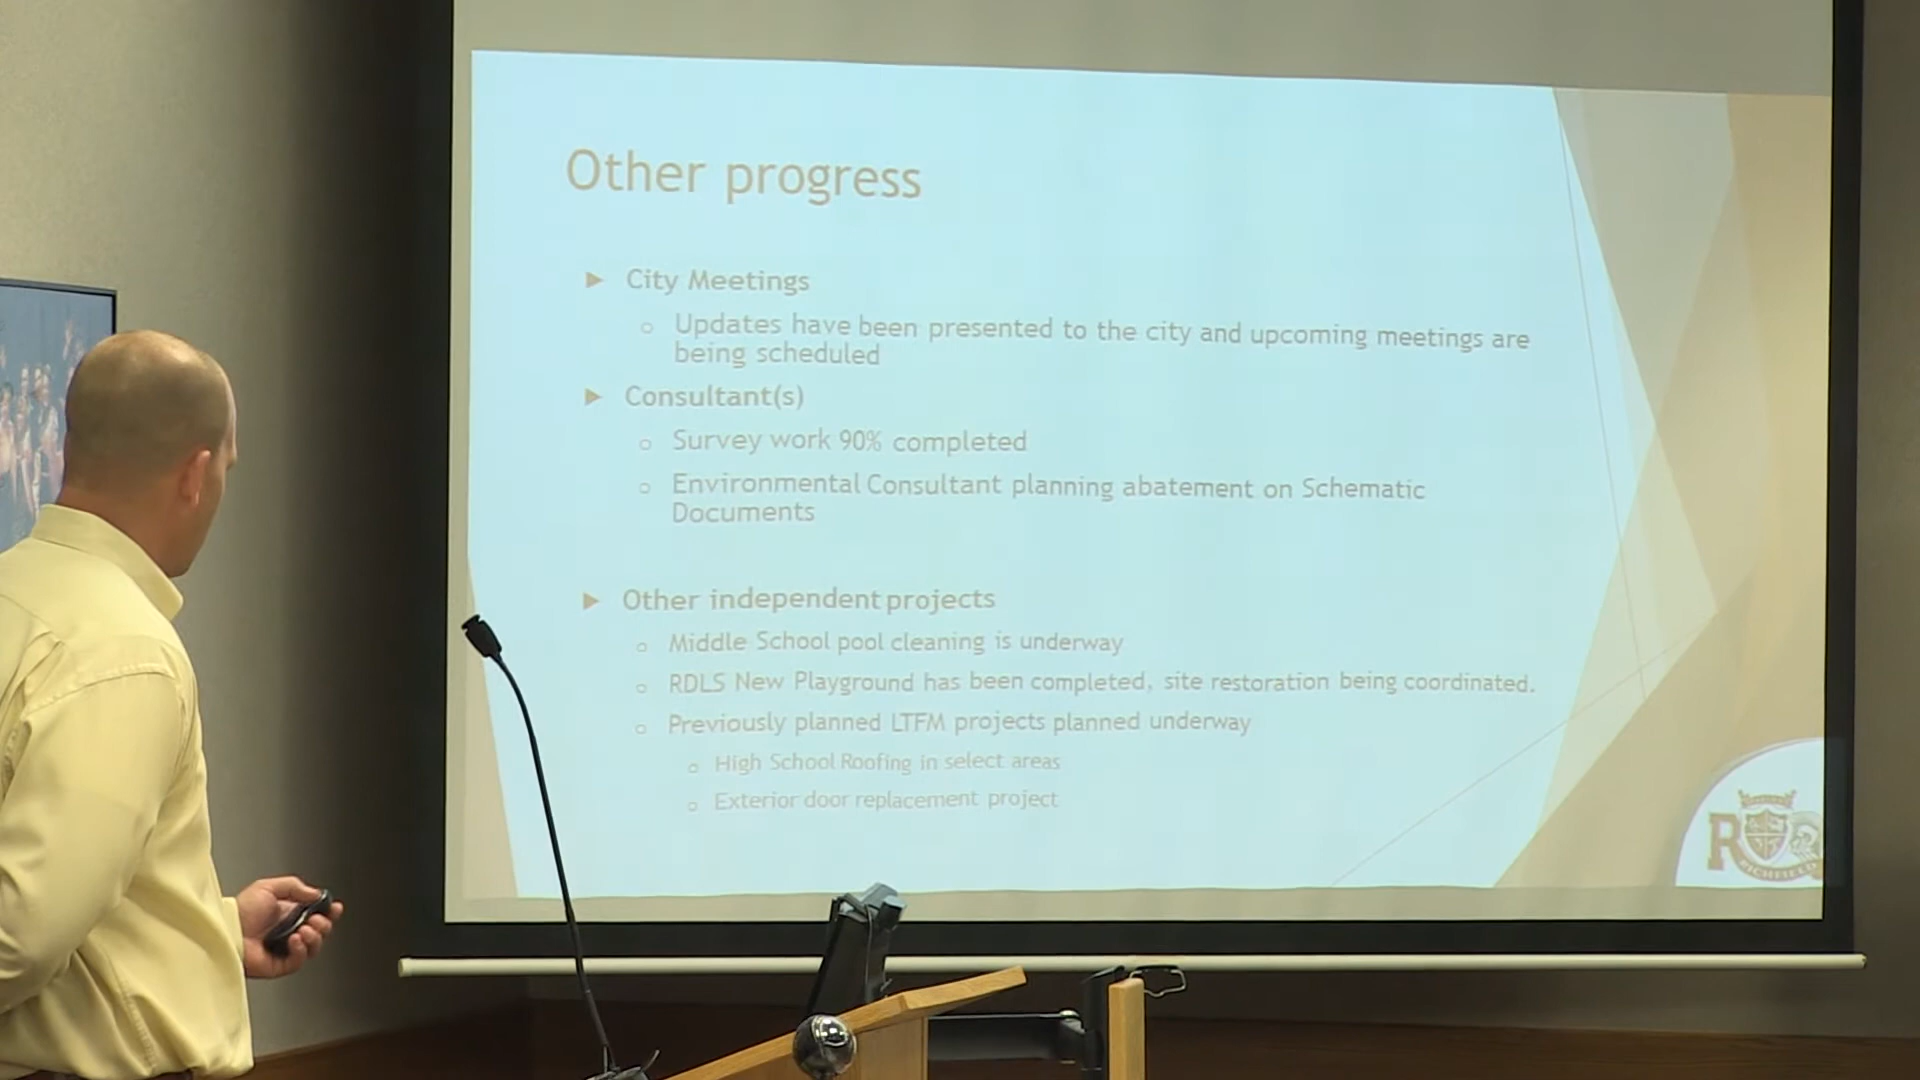 Other progress
► City Meetings
○ Updates have been presented to the city and upcoming meetings are
being scheduled
► Consultant(s)
○ Survey work 90% completed
○ Environmental Consultant planning abatement on Schematic
Documents
► Other independent projects
○ Middle School pool cleaning is underway
○ RDLS New Playground has been completed, site restoration being coordinated.
○ Previously planned LTFM projects planned underway
○ High School Roofing in select areas
○ Exterior door replacement project
R
RICHFIELD